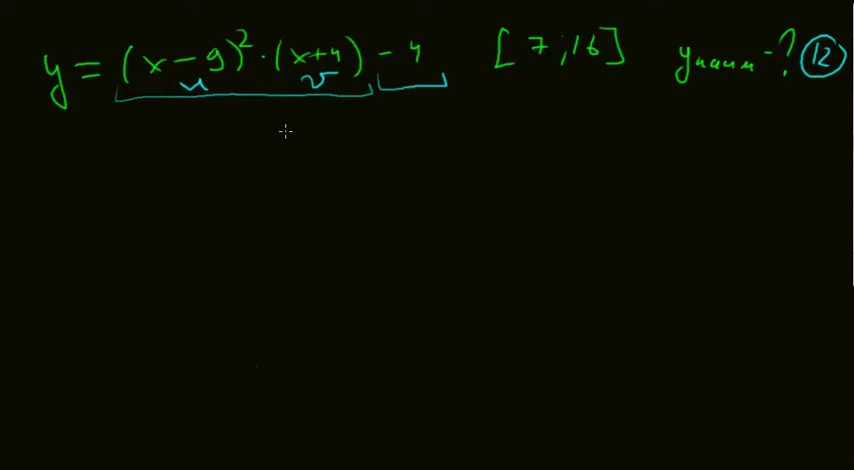 y = (x - 9)² · (x+4) - 4 [7;16] yнаим - ? 12
u v